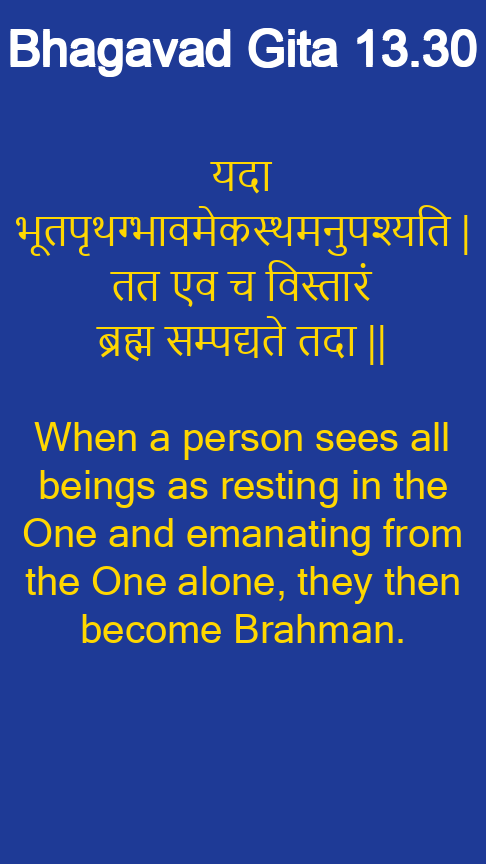 Bhagavad Gita 13.30
यदा
भूतपृथग्भावमेकस्थमनुपश्यति |
तत एव च विस्तारं
ब्रह्म सम्पद्यते तदा ||
When a person sees all
beings as resting in the
One and emanating from
the One alone, they then
become Brahman.